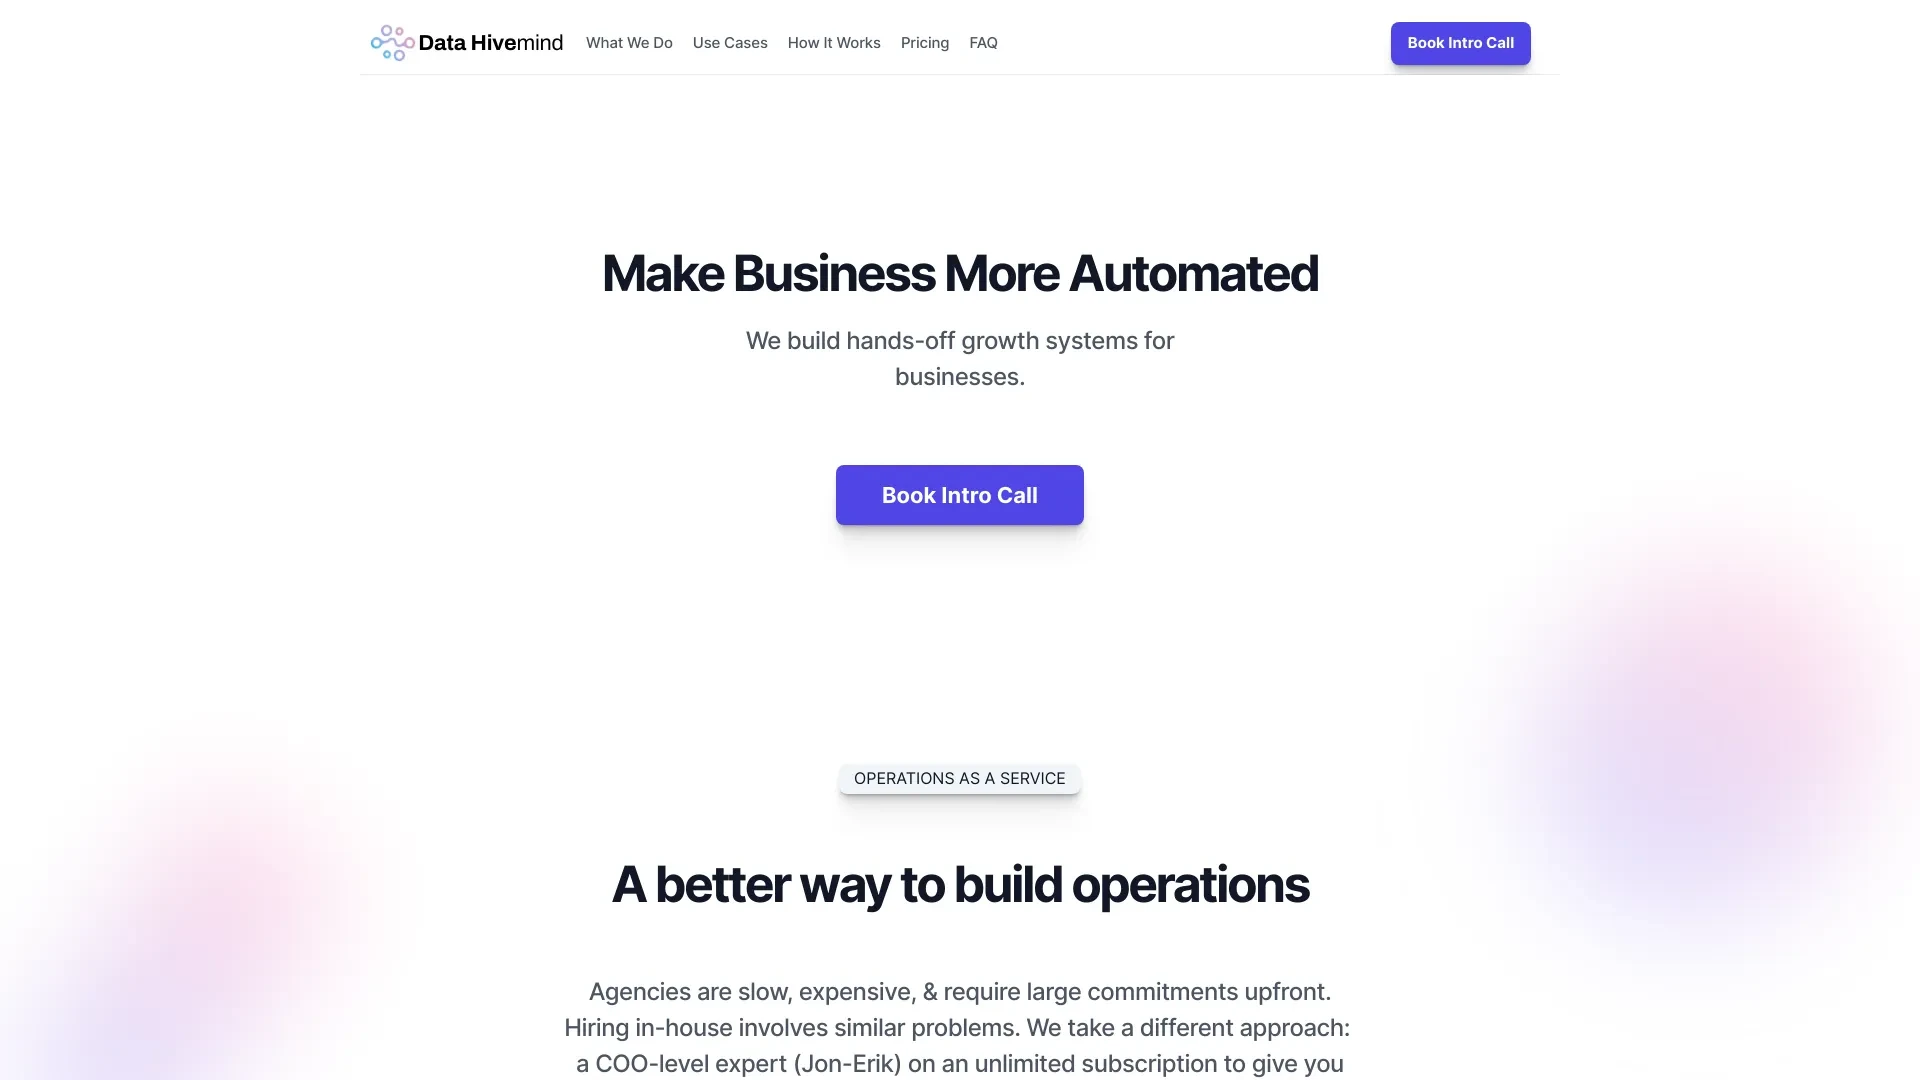 Data Hivemind
What We Do
Use Cases
How It Works
Pricing
FAQ
Book Intro Call
Make Business More Automated
We build hands-off growth systems for
businesses.
Book Intro Call
OPERATIONS AS A SERVICE
A better way to build operations
Agencies are slow, expensive, & require large commitments upfront.
Hiring in-house involves similar problems. We take a different approach:
a COO-level expert (Jon-Erik) on an unlimited subscription to give you